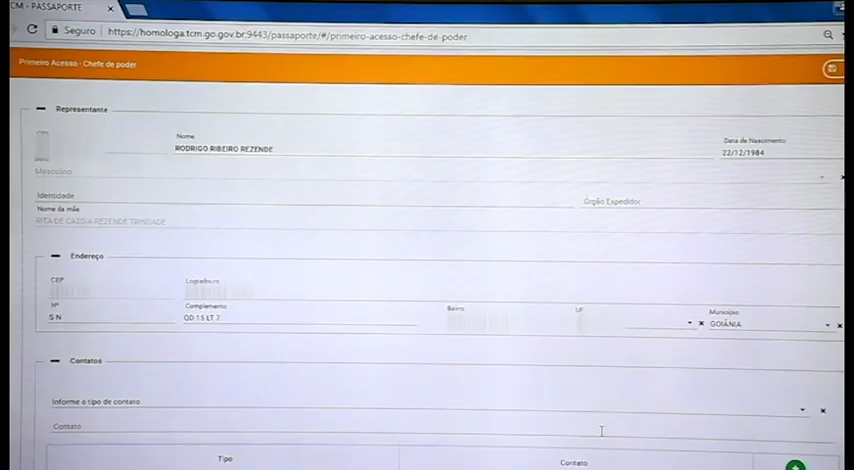 CM - PASSAPORTE
Seguro https://homologa.tcm.go.gov.br:9443/passaporte/#/primeiro-acesso-chefe-de-poder
Primeiro Acesso - Chefe de poder
Representante
Nome Data de Nascimento
RODRIGO RIBEIRO REZENDE 22/12/1984
Masculino
Identidade Órgão Expedidor
Nome da mãe
RITA DE CASSIA REZENDE TRINDADE
Endereço
CEP Logradouro
Nº Complemento Bairro UF Município
S N QD 15 LT 7 GOIÂNIA
Contatos
Informe o tipo de contato
Contato
Tipo Contato